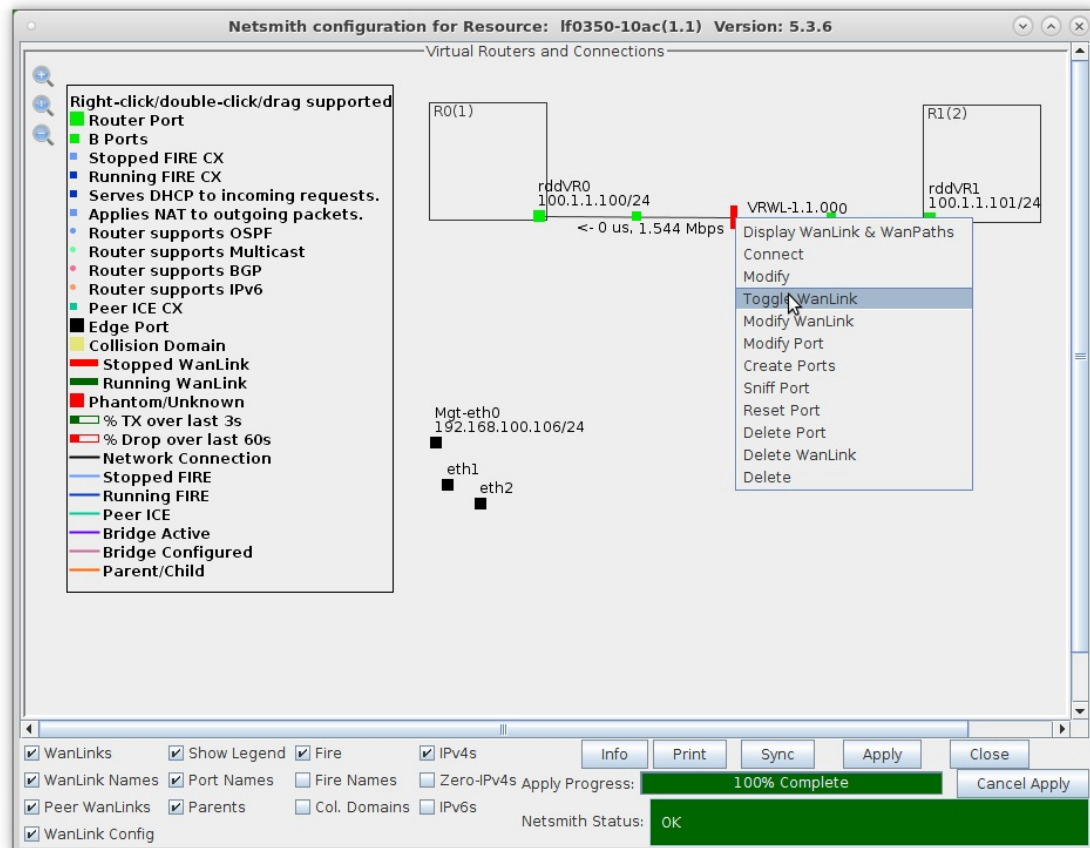 Netsmith configuration for Resource: lf0350-10ac(1.1) Version: 5.3.6
Virtual Routers and Connections
Right-click/double-click/drag supported
Router Port
B Ports
Stopped FIRE CX
Running FIRE CX
Serves DHCP to incoming requests.
Applies NAT to outgoing packets.
Router supports OSPF
Router supports Multicast
Router supports BGP
Router supports IPv6
Peer ICE CX
Edge Port
Collision Domain
Stopped WanLink
Running WanLink
Phantom/Unknown
% TX over last 3s
% Drop over last 60s
Network Connection
Stopped FIRE
Running FIRE
Peer ICE
Bridge Active
Bridge Configured
Parent/Child
R0(1)
rddVR0
100.1.1.100/24
<- 0 us, 1.544 Mbps
VRWL-1.1.000
R1(2)
rddVR1
100.1.1.101/24
Display WanLink & WanPaths
Connect
Modify
Toggle WanLink
Modify WanLink
Modify Port
Create Ports
Sniff Port
Reset Port
Delete Port
Delete WanLink
Delete
Mgt-eth0
192.168.100.106/24
eth1
eth2
WanLinks Show Legend Fire IPv4s Info Print Sync Apply Close
WanLink Names Port Names Fire Names Zero-IPv4s Apply Progress: 100% Complete Cancel Apply
Peer WanLinks Parents Col. Domains IPv6s
WanLink Config
Netsmith Status: OK